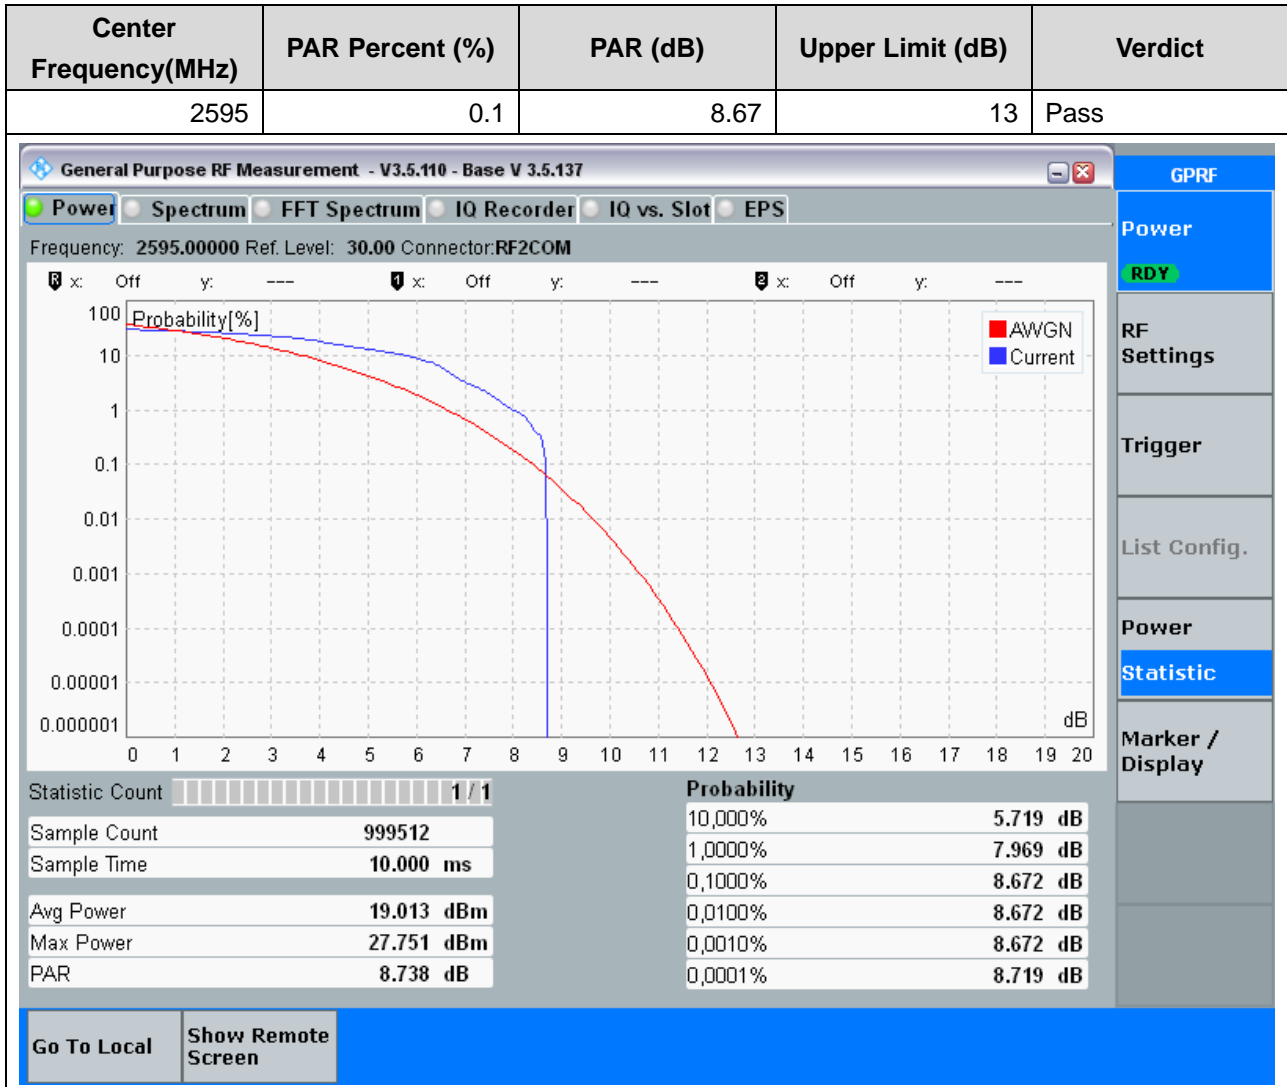 Center Frequency(MHz) PAR Percent (%) PAR (dB) Upper Limit (dB) Verdict
2595 0.1 8.67 13 Pass
General Purpose RF Measurement - V3.5.110 - Base V 3.5.137
Power Spectrum FFT Spectrum IQ Recorder IQ vs. Slot EPS
Frequency: 2595.00000 Ref. Level: 30.00 Connector:RF2COM
R x: Off y: --- 1 x: Off y: --- 2 x: Off y: ---
Probability[%]
AWGN
Current
100
10
1
0.1
0.01
0.001
0.0001
0.00001
0.000001
dB
0 1 2 3 4 5 6 7 8 9 10 11 12 13 14 15 16 17 18 19 20
Statistic Count 1 / 1
Sample Count 999512
Sample Time 10.000 ms
Avg Power 19.013 dBm
Max Power 27.751 dBm
PAR 8.738 dB
Probability
10,000% 5.719 dB
1,0000% 7.969 dB
0,1000% 8.672 dB
0,0100% 8.672 dB
0,0010% 8.672 dB
0,0001% 8.719 dB
GPRF
Power
RDY
RF
Settings
Trigger
List Config.
Power
Statistic
Marker /
Display
Go To Local
Show Remote
Screen